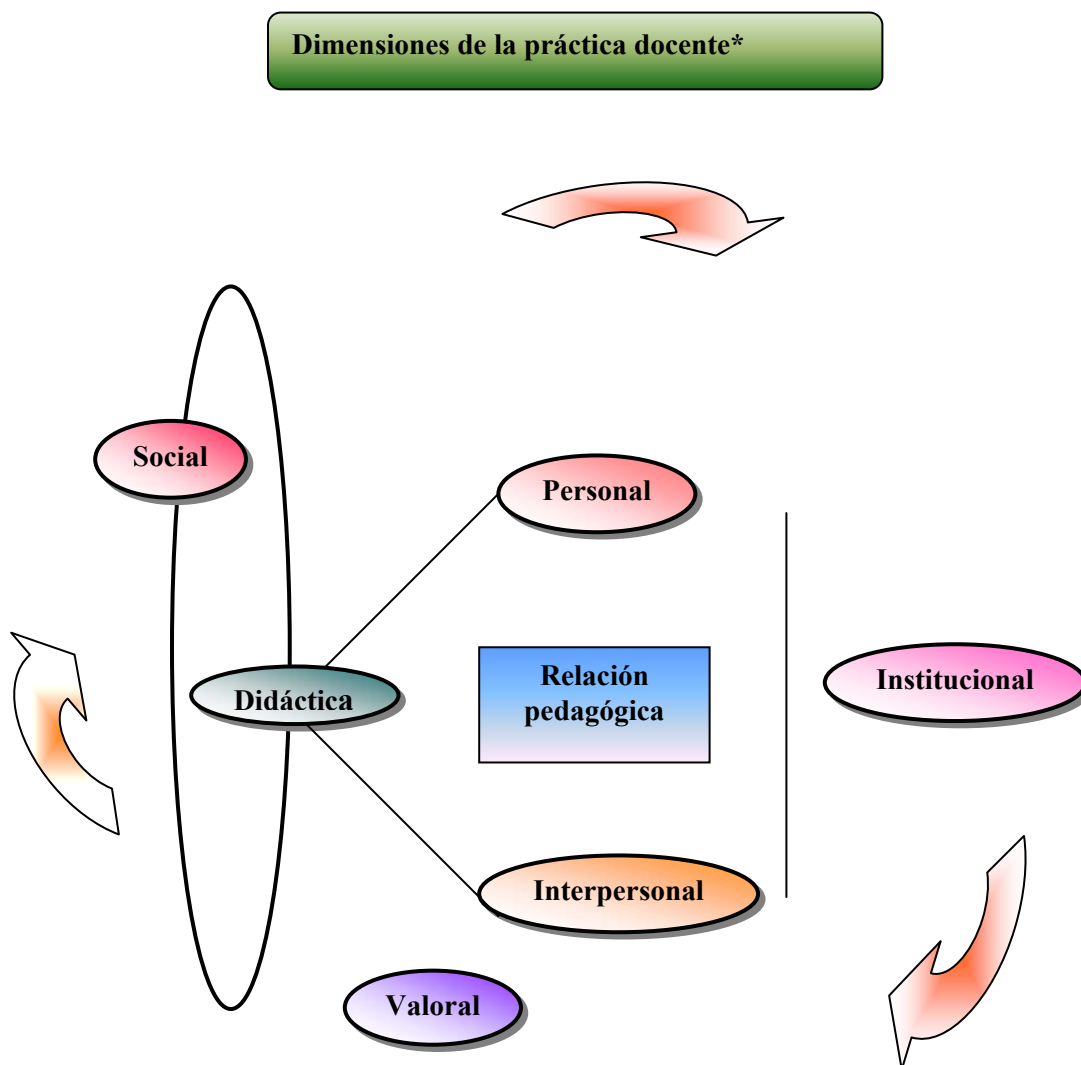 Dimensiones de la práctica docente*
Social
Personal
Relación
pedagógica
Institucional
Didáctica
Interpersonal
Valoral